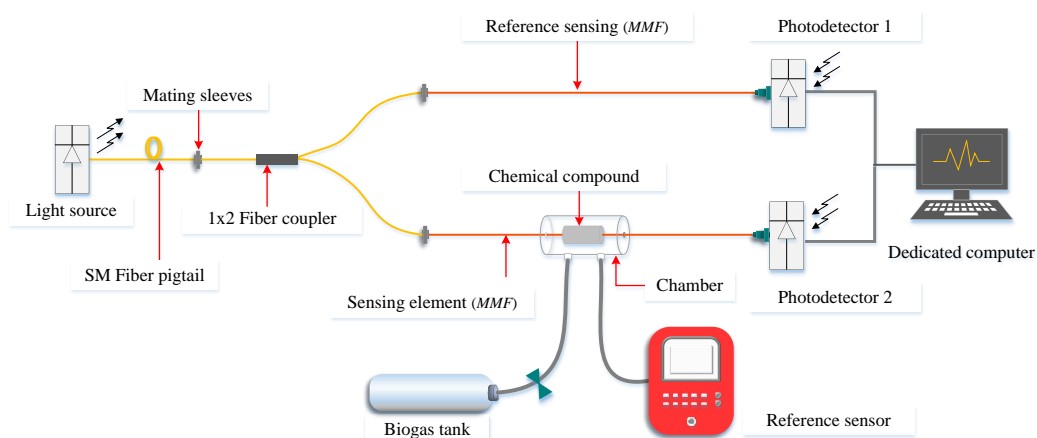 Reference sensing (MMF)
Photodetector 1
Mating sleeves
Chemical compound
Light source
1x2 Fiber coupler
Dedicated computer
SM Fiber pigtail
Chamber
Sensing element (MMF)
Photodetector 2
Biogas tank
Reference sensor